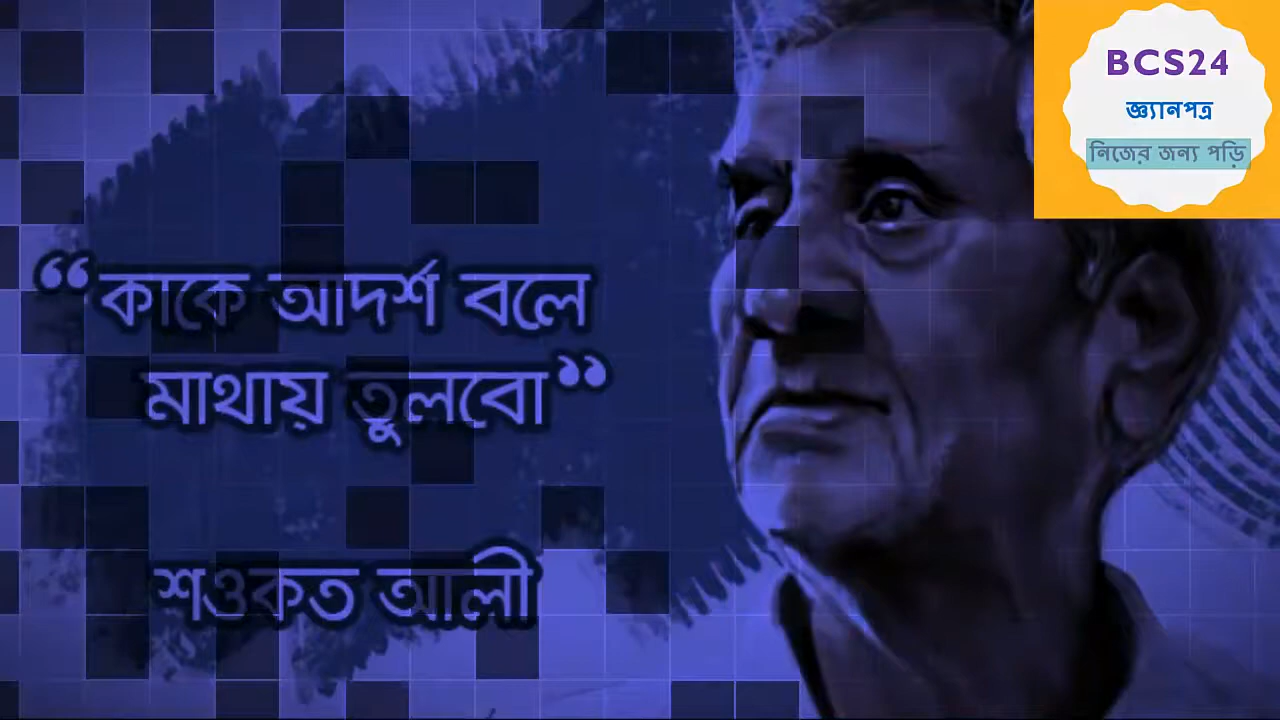 “কাকে আদর্শ বলে
মাথায় তুলবো”
শওকত আলী
BCS24
জ্ঞ্যানপত্র
নিজের জন্য পড়ি